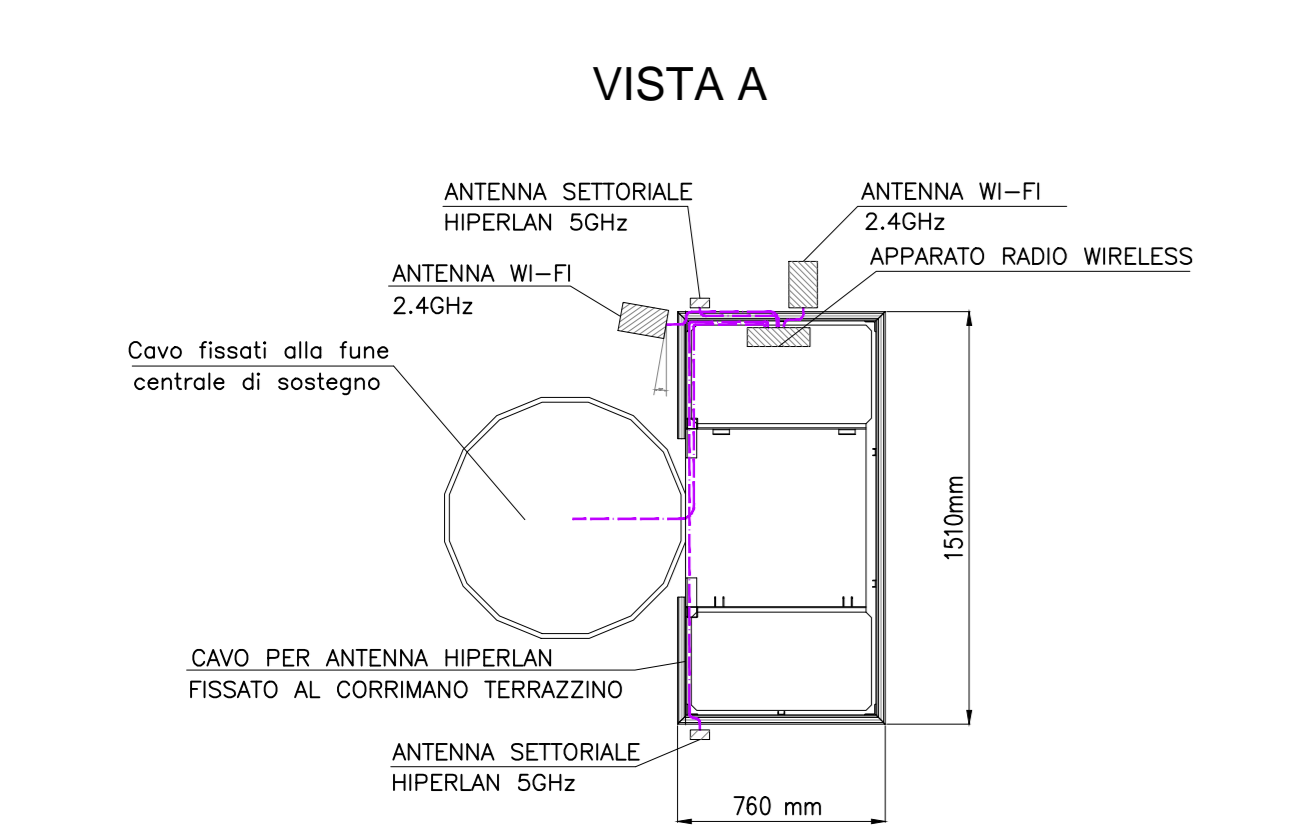 VISTA A
ANTENNA SETTORIALE
HIPERLAN 5GHz
ANTENNA WI-FI
2.4GHz
APPARATO RADIO WIRELESS
ANTENNA WI-FI
2.4GHz
Cavo fissati alla fune
centrale di sostegno
1510mm
CAVO PER ANTENNA HIPERLAN
FISSATO AL CORRIMANO TERRAZZINO
ANTENNA SETTORIALE
HIPERLAN 5GHz
760 mm